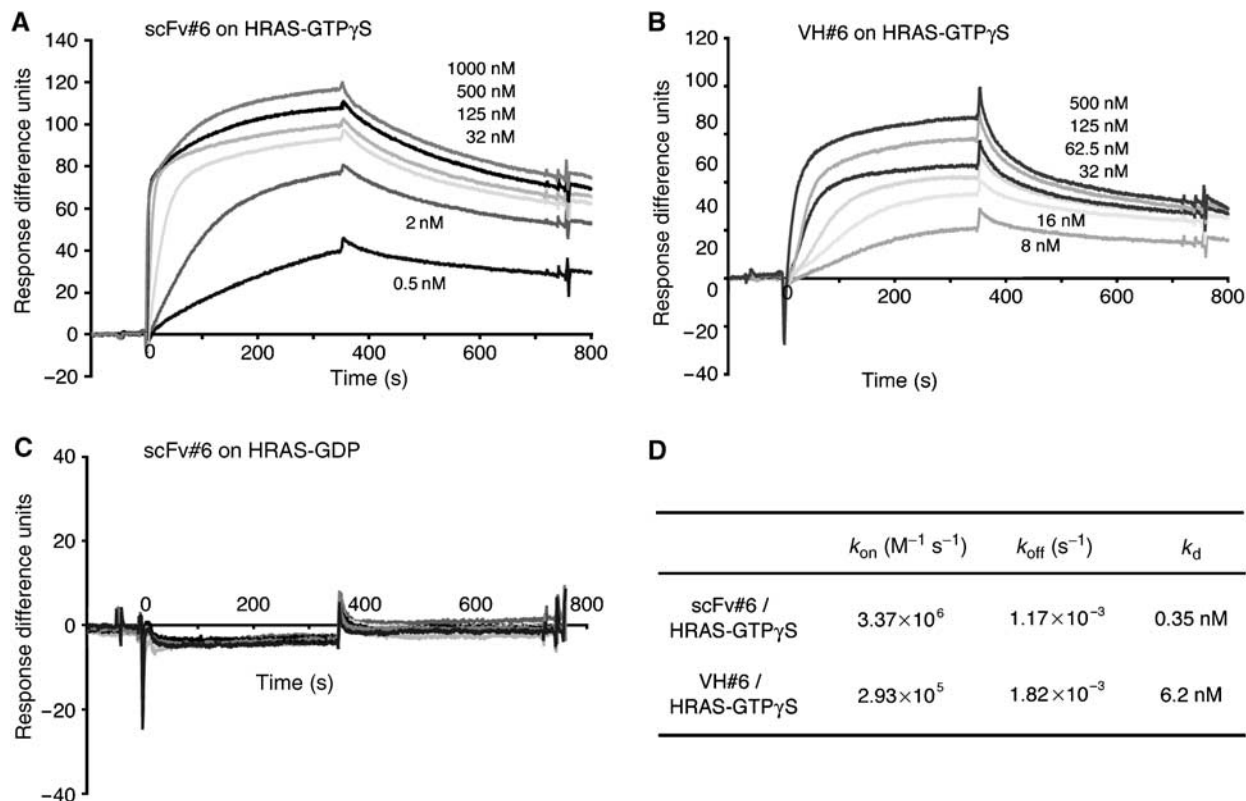 A
scFv#6 on HRAS-GTPγS
Response difference units
140
120
100
80
60
40
20
0
−20
1000 nM
500 nM
125 nM
32 nM
2 nM
0.5 nM
0 200 400 600 800
Time (s)
B
VH#6 on HRAS-GTPγS
Response difference units
120
100
80
60
40
20
0
−20
−40
500 nM
125 nM
62.5 nM
32 nM
16 nM
8 nM
0 200 400 600 800
Time (s)
C
scFv#6 on HRAS-GDP
Response difference units
40
20
0
−20
−40
0 200 400 600 800
Time (s)
D
kon (M−1 s−1) koff (s−1) kd
scFv#6 /
HRAS-GTPγS 3.37×10⁶ 1.17×10−3 0.35 nM
VH#6 /
HRAS-GTPγS 2.93×10⁵ 1.82×10−3 6.2 nM